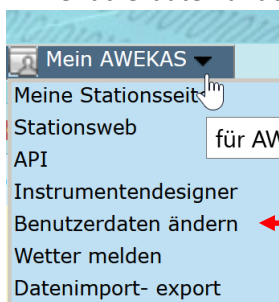 Mein AWEKAS
Meine Stationsseit
Stationsweb
für AW
API
Instrumentendesigner
Benutzerdaten ändern
Wetter melden
Datenimport- export